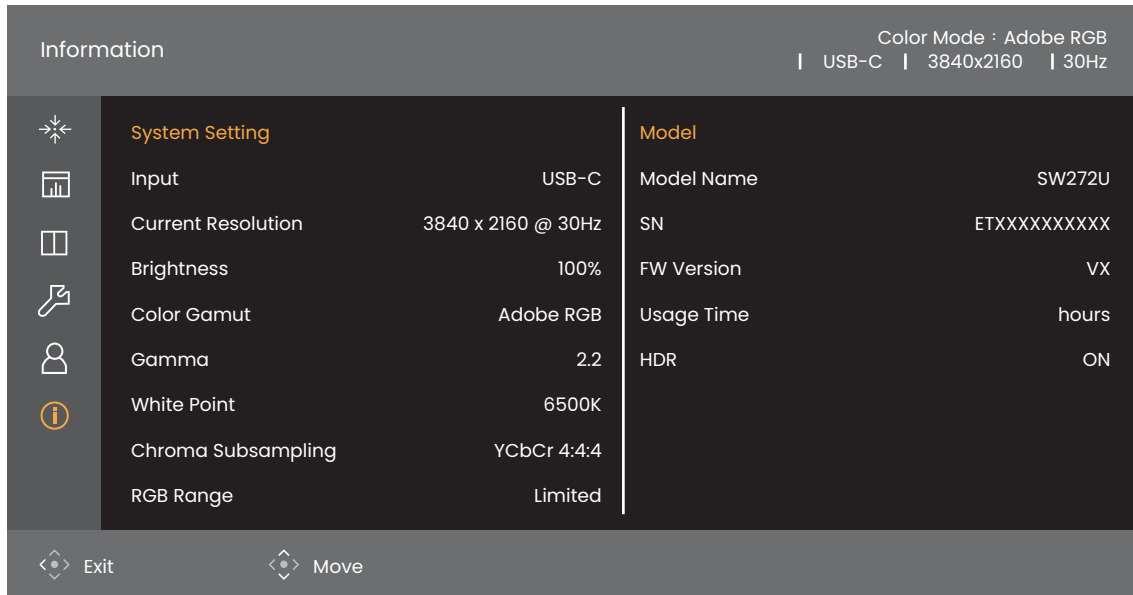 Information
Color Mode：Adobe RGB
| USB-C | 3840x2160 | 30Hz
System Setting
Input USB-C
Current Resolution 3840 x 2160 @ 30Hz
Brightness 100%
Color Gamut Adobe RGB
Gamma 2.2
White Point 6500K
Chroma Subsampling YCbCr 4:4:4
RGB Range Limited
Model
Model Name SW272U
SN ETXXXXXXXXXX
FW Version VX
Usage Time hours
HDR ON
Exit Move